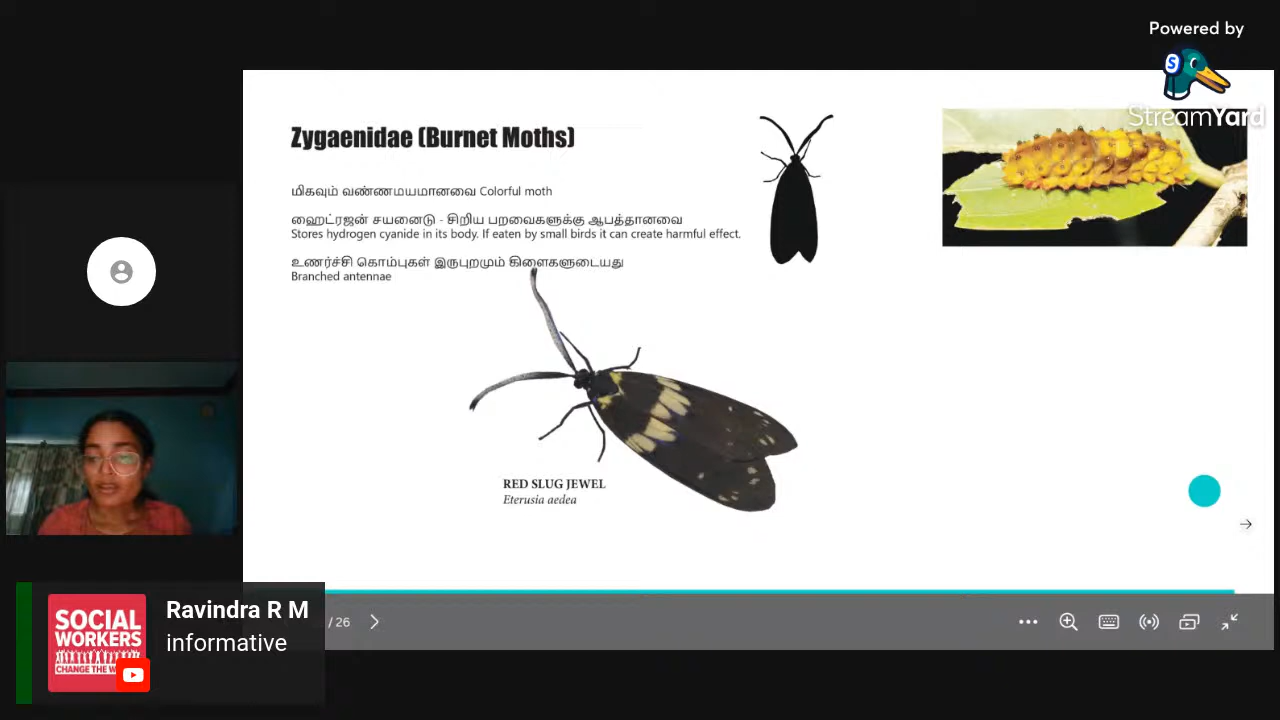 Powered by
StreamYard
Zygaenidae (Burnet Moths)
மிகவும் வண்ணமயமானவை Colorful moth
ஹைட்ரஜன் சயனைடு - சிறிய பறவைகளுக்கு ஆபத்தானவை
Stores hydrogen cyanide in its body. If eaten by small birds it can create harmful effect.
உணர்ச்சி கொம்புகள் இருபுறமும் கிளைகளுடையது
Branched antennae
RED SLUG JEWEL
Eterusia aedea
/ 26
SOCIAL
WORKERS
CHANGE THE
Ravindra R M
informative